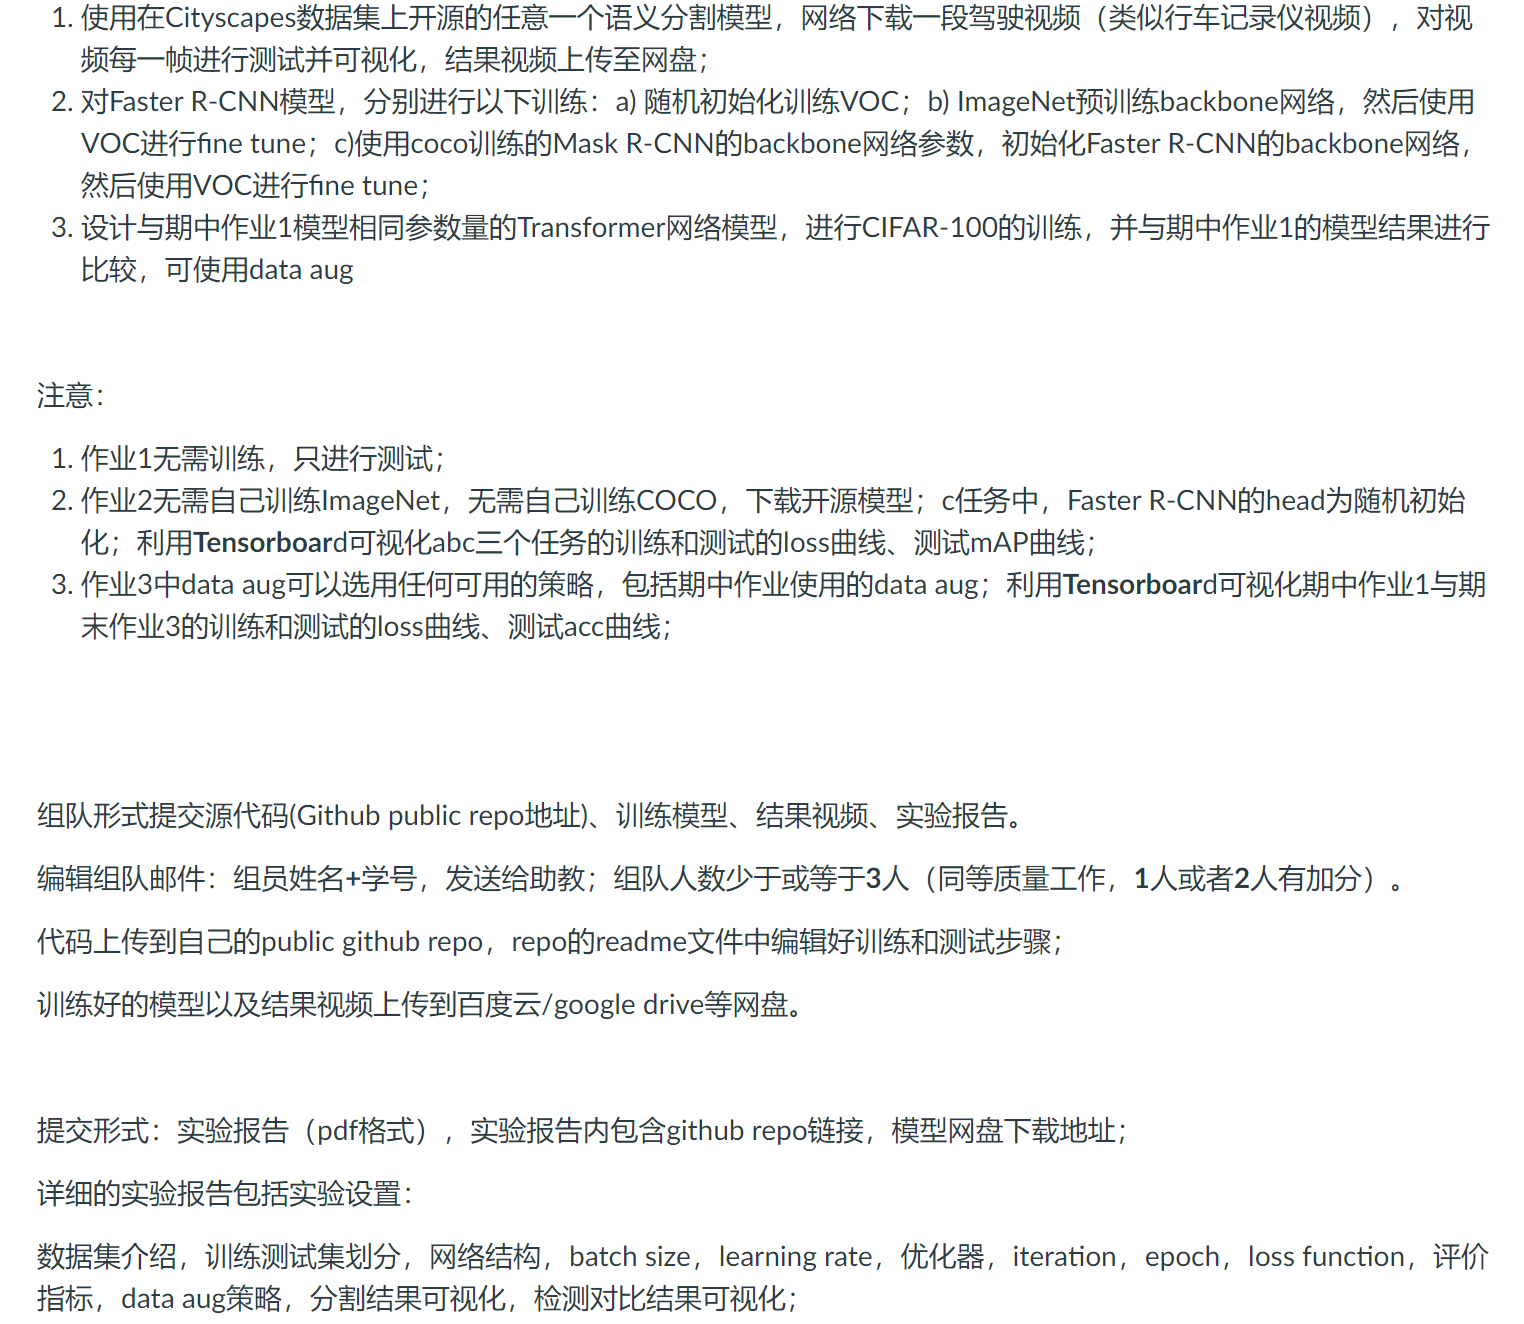 1. 使用在Cityscapes数据集上开源的任意一个语义分割模型，网络下载一段驾驶视频（类似行车记录仪视频），对视
频每一帧进行测试并可视化，结果视频上传至网盘；
2. 对Faster R-CNN模型，分别进行以下训练：a) 随机初始化训练VOC；b) ImageNet预训练backbone网络，然后使用
VOC进行fine tune；c)使用coco训练的Mask R-CNN的backbone网络参数，初始化Faster R-CNN的backbone网络，
然后使用VOC进行fine tune；
3. 设计与期中作业1模型相同参数量的Transformer网络模型，进行CIFAR-100的训练，并与期中作业1的模型结果进行
比较，可使用data aug
注意：
1. 作业1无需训练，只进行测试；
2. 作业2无需自己训练ImageNet，无需自己训练COCO，下载开源模型；c任务中，Faster R-CNN的head为随机初始
化；利用Tensorboard可视化abc三个任务的训练和测试的loss曲线、测试mAP曲线；
3. 作业3中data aug可以选用任何可用的策略，包括期中作业使用的data aug；利用Tensorboard可视化期中作业1与期
末作业3的训练和测试的loss曲线、测试acc曲线；
组队形式提交源代码(Github public repo地址)、训练模型、结果视频、实验报告。
编辑组队邮件：组员姓名+学号，发送给助教；组队人数少于或等于3人（同等质量工作，1人或者2人有加分）。
代码上传到自己的public github repo，repo的readme文件中编辑好训练和测试步骤；
训练好的模型以及结果视频上传到百度云/google drive等网盘。
提交形式：实验报告（pdf格式），实验报告内包含github repo链接，模型网盘下载地址；
详细的实验报告包括实验设置：
数据集介绍，训练测试集划分，网络结构，batch size，learning rate，优化器，iteration，epoch，loss function，评价
指标，data aug策略，分割结果可视化，检测对比结果可视化；